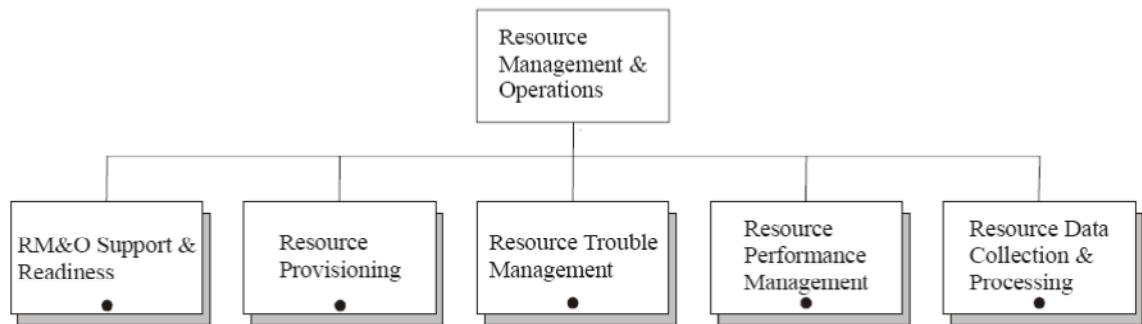 Resource
Management &
Operations
RM&O Support &
Readiness
Resource
Provisioning
Resource Trouble
Management
Resource
Performance
Management
Resource Data
Collection &
Processing